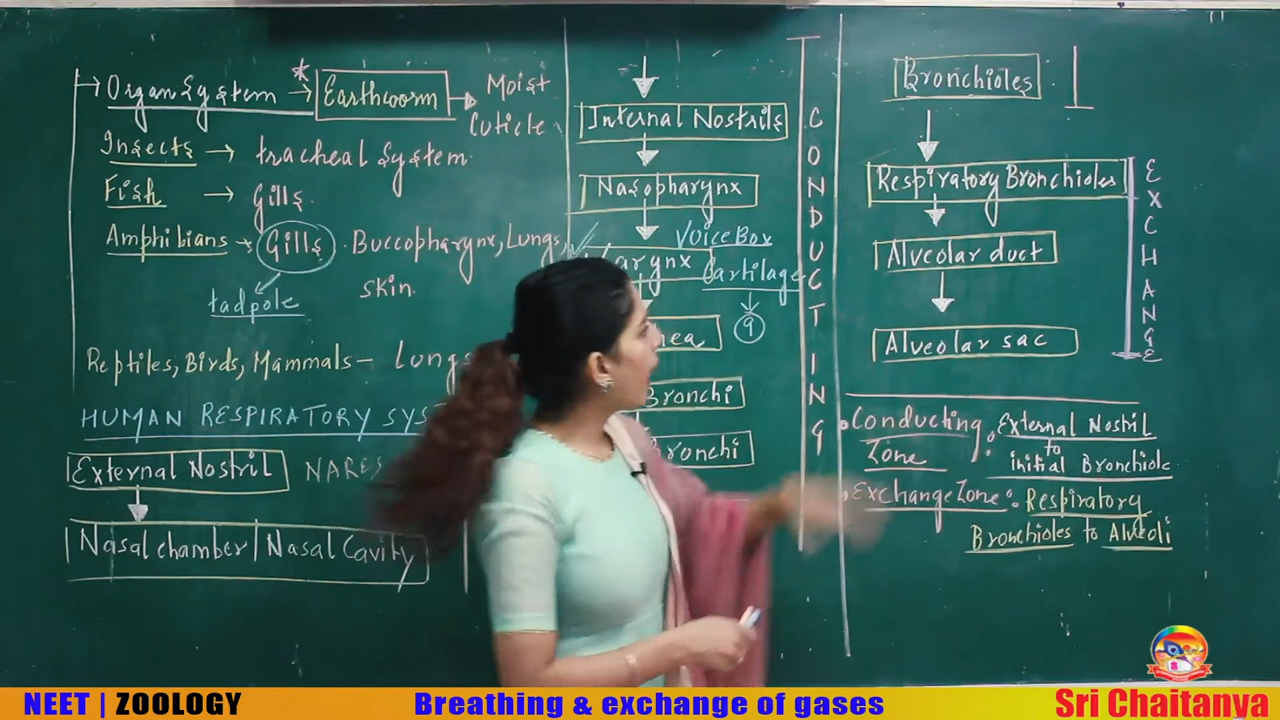 Organ System → * Earthworm → Moist
Cuticle
Insects → tracheal System.
Fish → Gills.
Amphibians → Gills. Buccopharynx, Lungs,
skin.
tadpole
Reptiles, Birds, Mammals - Lungs
HUMAN RESPIRATORY SYS
External Nostril NARES
Nasal chamber | Nasal Cavity
Internal Nostrils
Nasopharynx
Voice Box
Larynx
Cartilage
9
hea
Bronchi
Bronchi
CONDUCTING
Bronchioles
Respiratory Bronchioles
Alveolar duct
Alveolar sac
EXCHANGE
Conducting Zone : External Nostril
to
initial Bronchiole
Exchange Zone : Respiratory
Bronchioles to Alveoli
NEET | ZOOLOGY Breathing & exchange of gases Sri Chaitanya